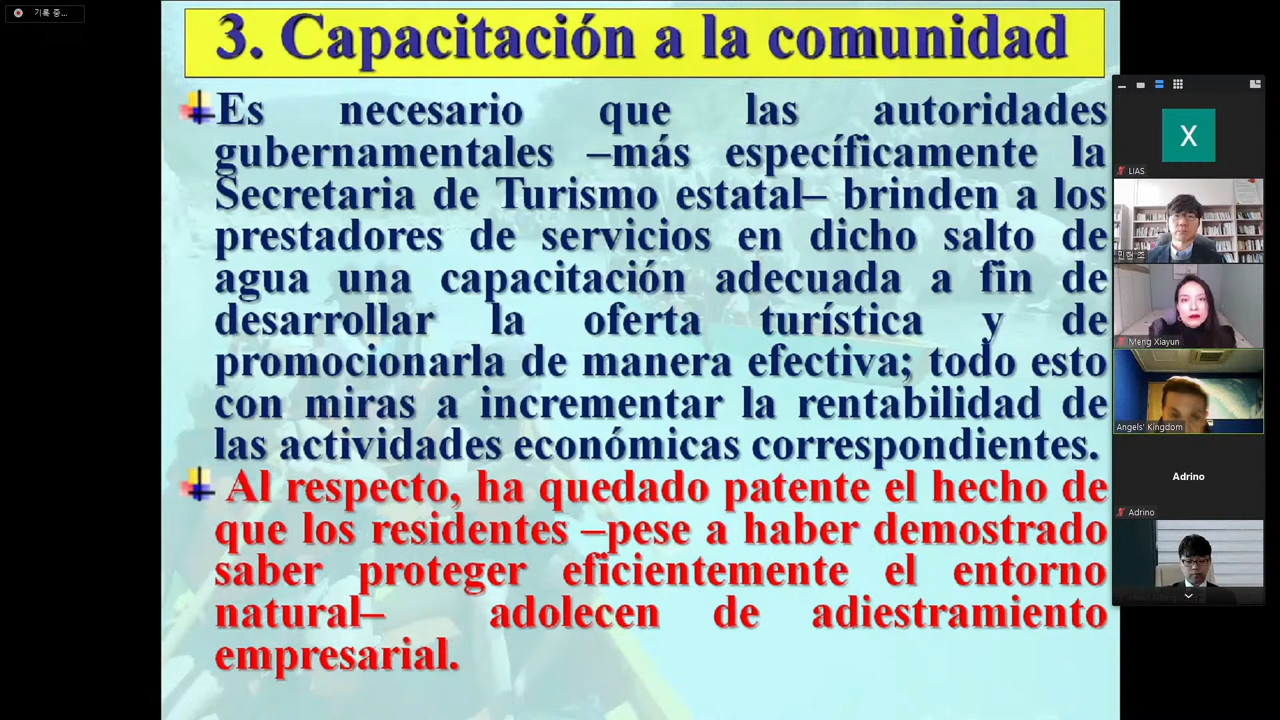 기록 중...
3. Capacitación a la comunidad
Es necesario que las autoridades
gubernamentales –más específicamente la
Secretaria de Turismo estatal– brinden a los
prestadores de servicios en dicho salto de
agua una capacitación adecuada a fin de
desarrollar la oferta turística y de
promocionarla de manera efectiva; todo esto
con miras a incrementar la rentabilidad de
las actividades económicas correspondientes.
Al respecto, ha quedado patente el hecho de
que los residentes –pese a haber demostrado
saber proteger eficientemente el entorno
natural– adolecen de adiestramiento
empresarial.
X
LIAS
민현 조
Meng Xiayun
Angels' Kingdom
Adrino
Adrino